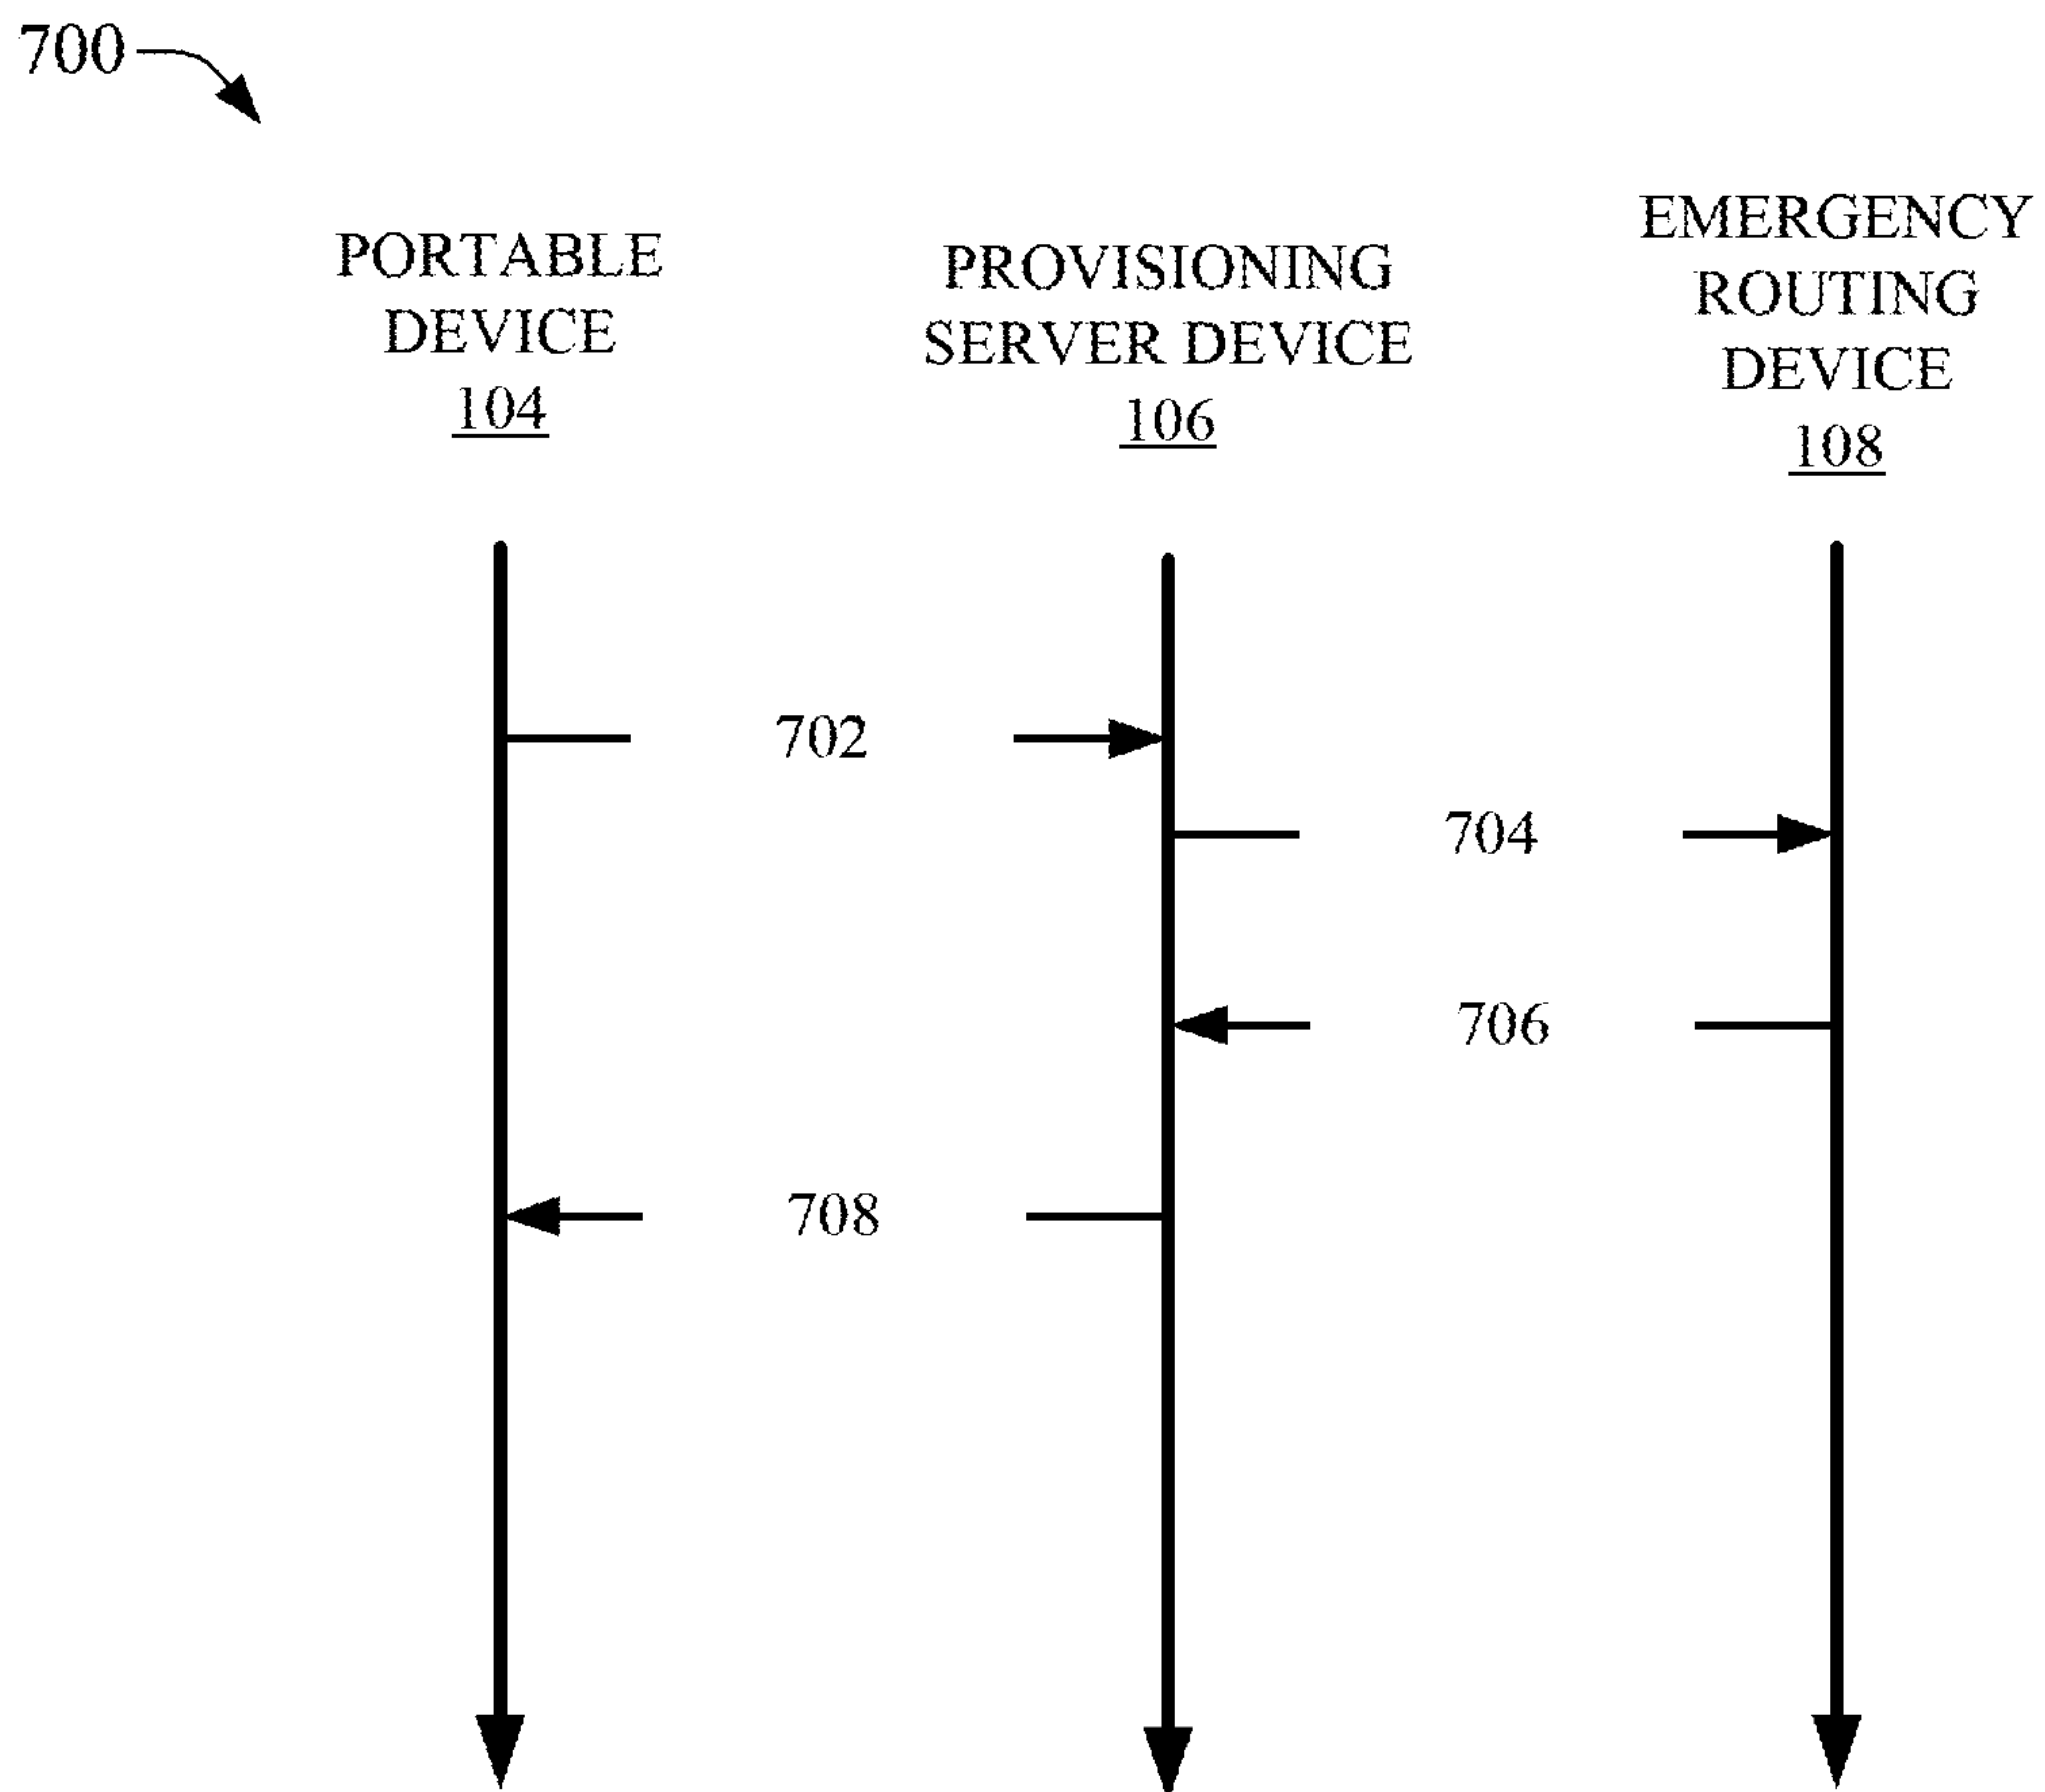 700
PORTABLE
DEVICE
104
PROVISIONING
SERVER DEVICE
106
EMERGENCY
ROUTING
DEVICE
108
702
704
706
708